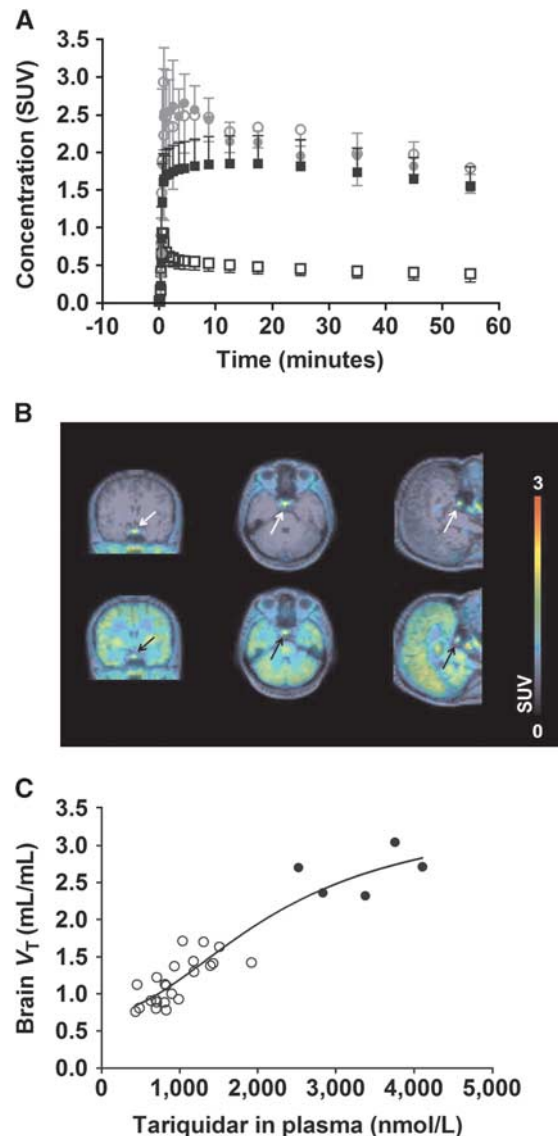 A
Concentration (SUV)
3.5
3.0
2.5
2.0
1.5
1.0
0.5
0.0
-10 0 10 20 30 40 50 60
Time (minutes)
B
3
SUV
0
C
Brain VT (mL/mL)
3.5
3.0
2.5
2.0
1.5
1.0
0.5
0.0
0 1,000 2,000 3,000 4,000 5,000
Tariquidar in plasma (nmol/L)